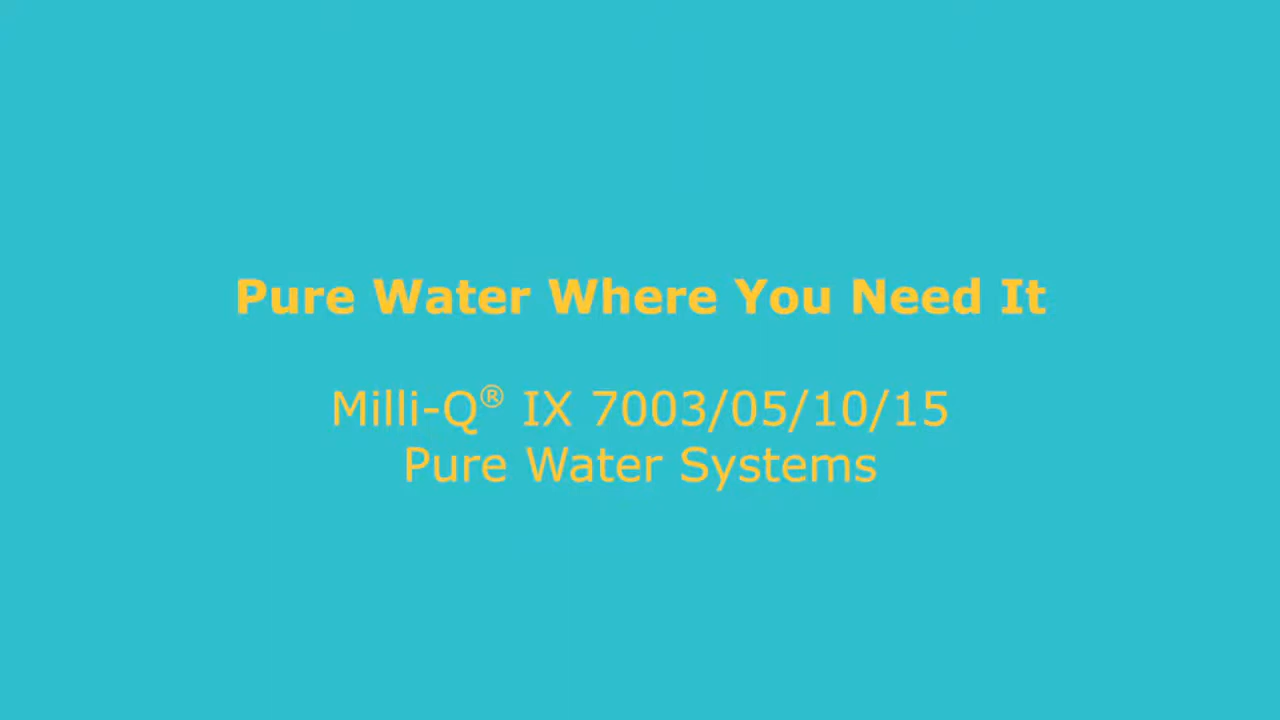 Pure Water Where You Need It
Milli-Q® IX 7003/05/10/15
Pure Water Systems